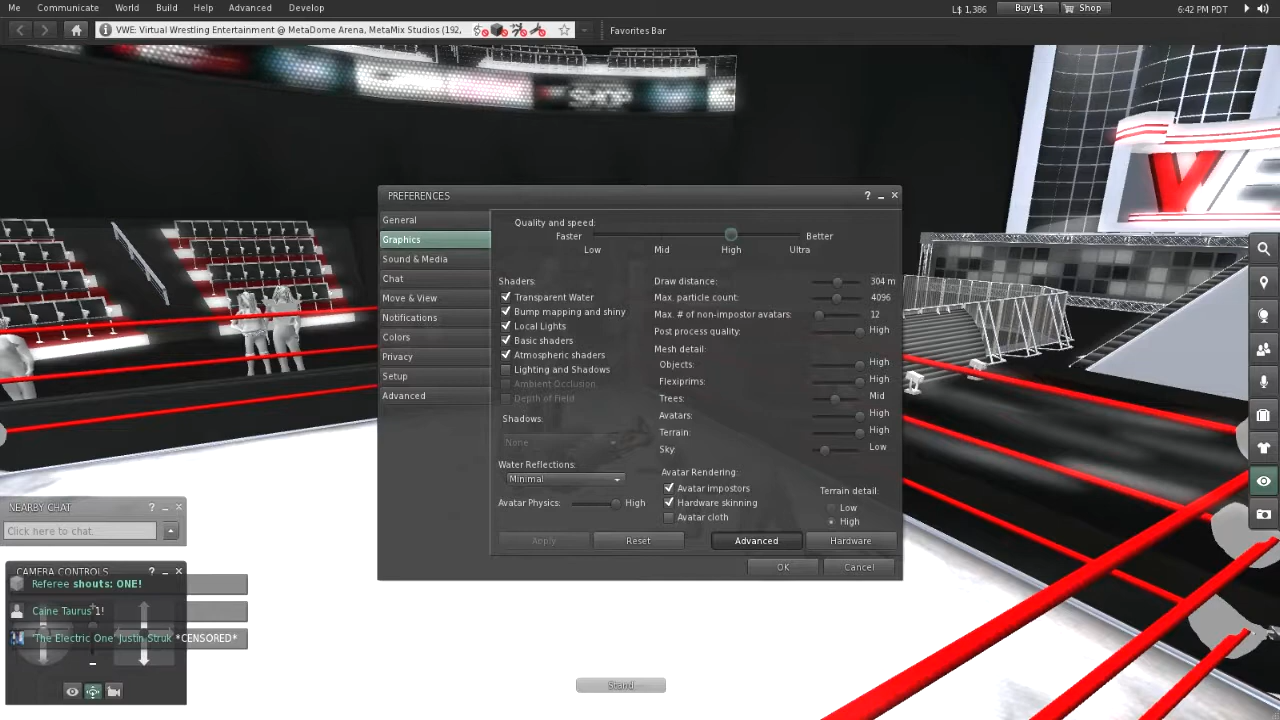 Me Communicate World Build Help Advanced Develop
L$ 1,386 Buy L$ Shop 6:42 PM PDT
VWE: Virtual Wrestling Entertainment @ MetaDome Arena, MetaMix Studios (192,
Favorites Bar
VWE
PREFERENCES ?
General
Graphics
Sound & Media
Chat
Move & View
Notifications
Colors
Privacy
Setup
Advanced
Quality and speed:
Faster Better
Low Mid High Ultra
Shaders:
Transparent Water
Bump mapping and shiny
Local Lights
Basic shaders
Atmospheric shaders
Lighting and Shadows
Ambient Occlusion
Depth of Field
Shadows:
None
Water Reflections:
Minimal
Avatar Physics: High
Draw distance: 304 m
Max. particle count: 4096
Max. # of non-impostor avatars: 12
Post process quality: High
Mesh detail:
Objects: High
Flexiprims: High
Trees: Mid
Avatars: High
Terrain: High
Sky: Low
Avatar Rendering:
Avatar impostors
Hardware skinning
Avatar cloth
Terrain detail:
Low
High
Apply Reset Advanced Hardware
OK Cancel
NEARBY CHAT ?
Click here to chat.
CAMERA CONTROLS ?
Referee shouts: ONE!
Caine Taurus 1!
'The Electric One' Justin Struk *CENSORED*
Stand